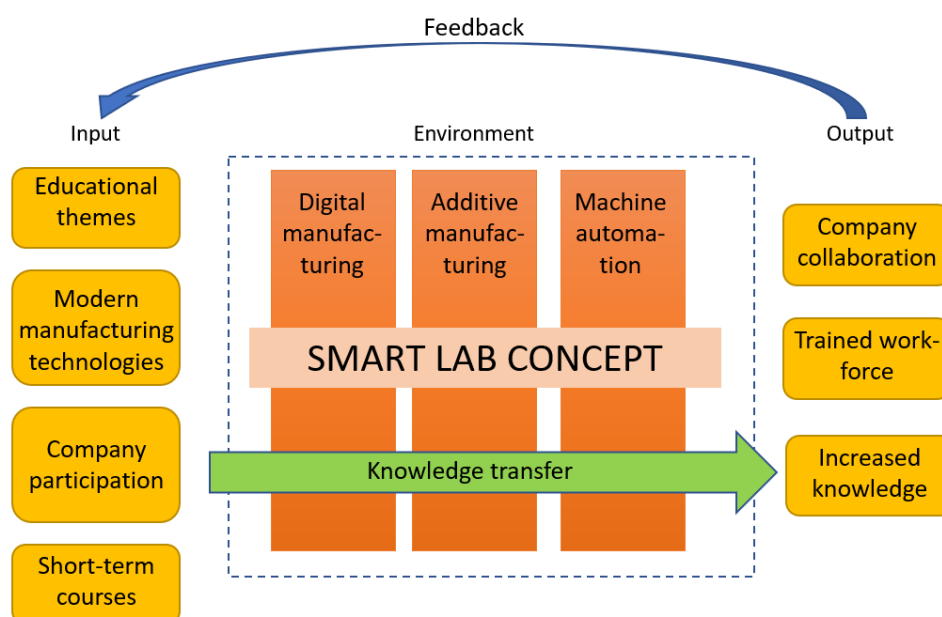 Feedback
Input
Environment
Output
Educational
themes
Modern
manufacturing
technologies
Company
participation
Short-term
courses
Digital
manufac-
turing
Additive
manufac-
turing
Machine
automa-
tion
SMART LAB CONCEPT
Knowledge transfer
Company
collaboration
Trained work-
force
Increased
knowledge